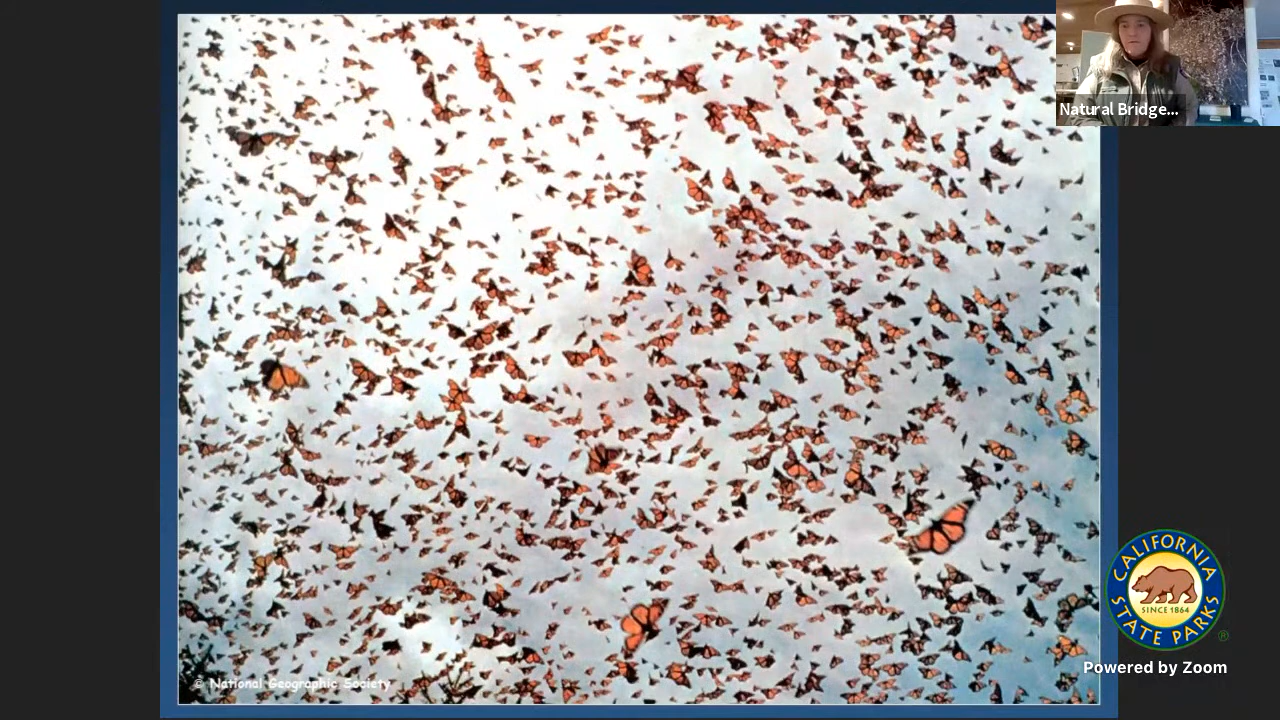 Natural Bridge...
CALIFORNIA
SINCE 1864
STATE PARKS
®
Powered by Zoom
© National Geographic Society